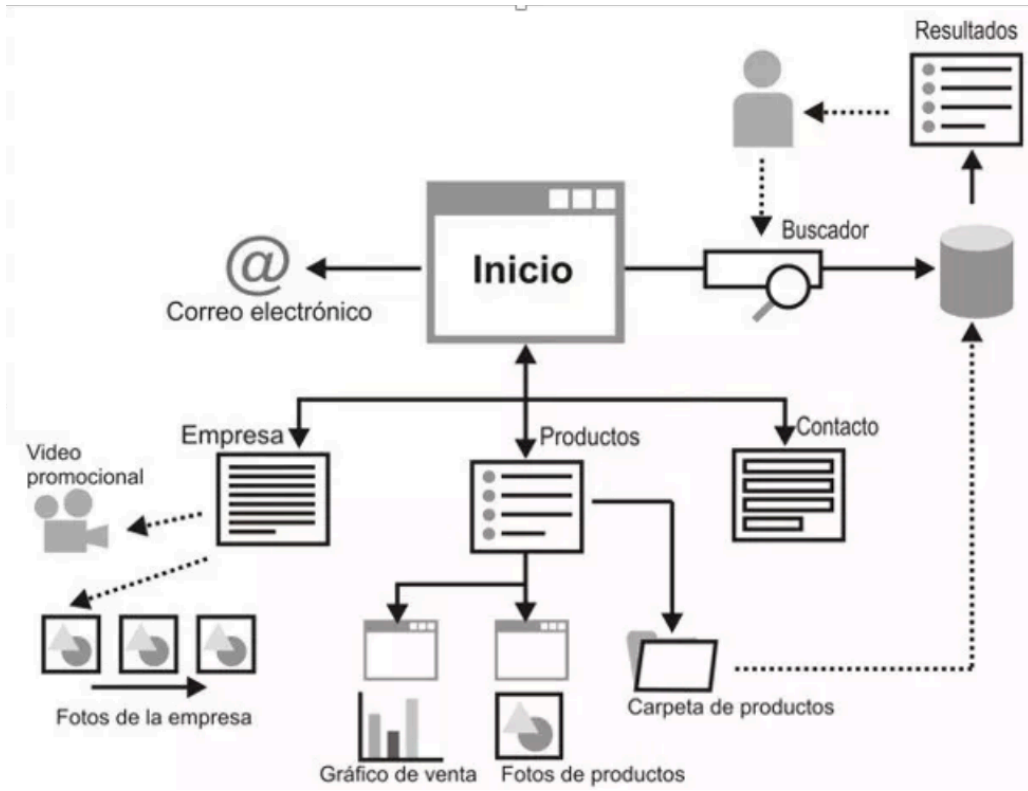 Resultados
Buscador
Inicio
@
Correo electrónico
Empresa
Productos
Contacto
Video
promocional
Fotos de la empresa
Carpeta de productos
Gráfico de venta
Fotos de productos